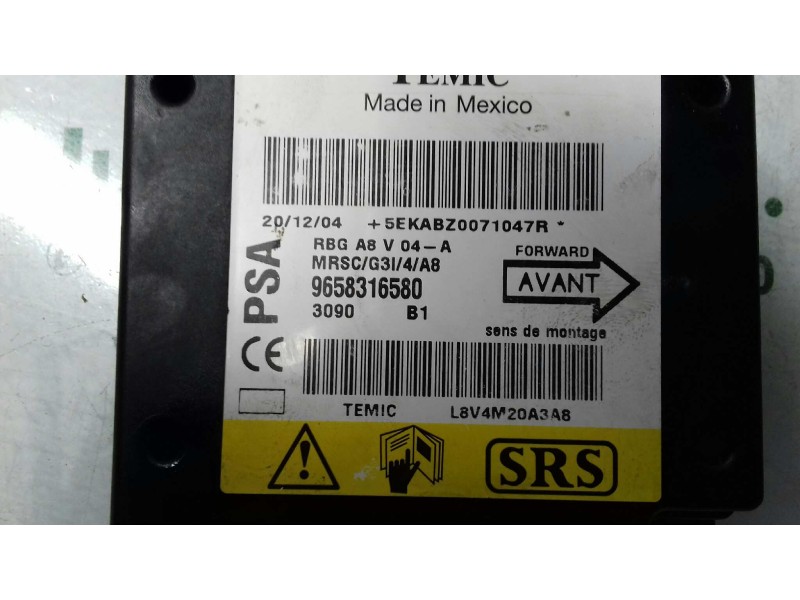 TEMIC
Made in Mexico
20/12/04 +5EKABZ0071047R *
PSA
RBG A8 V 04-A
MRSC/G3I/4/A8
9658316580
3090 B1
FORWARD
AVANT
sens de montage
CE
TEMIC L8V4M20A3A8
SRS